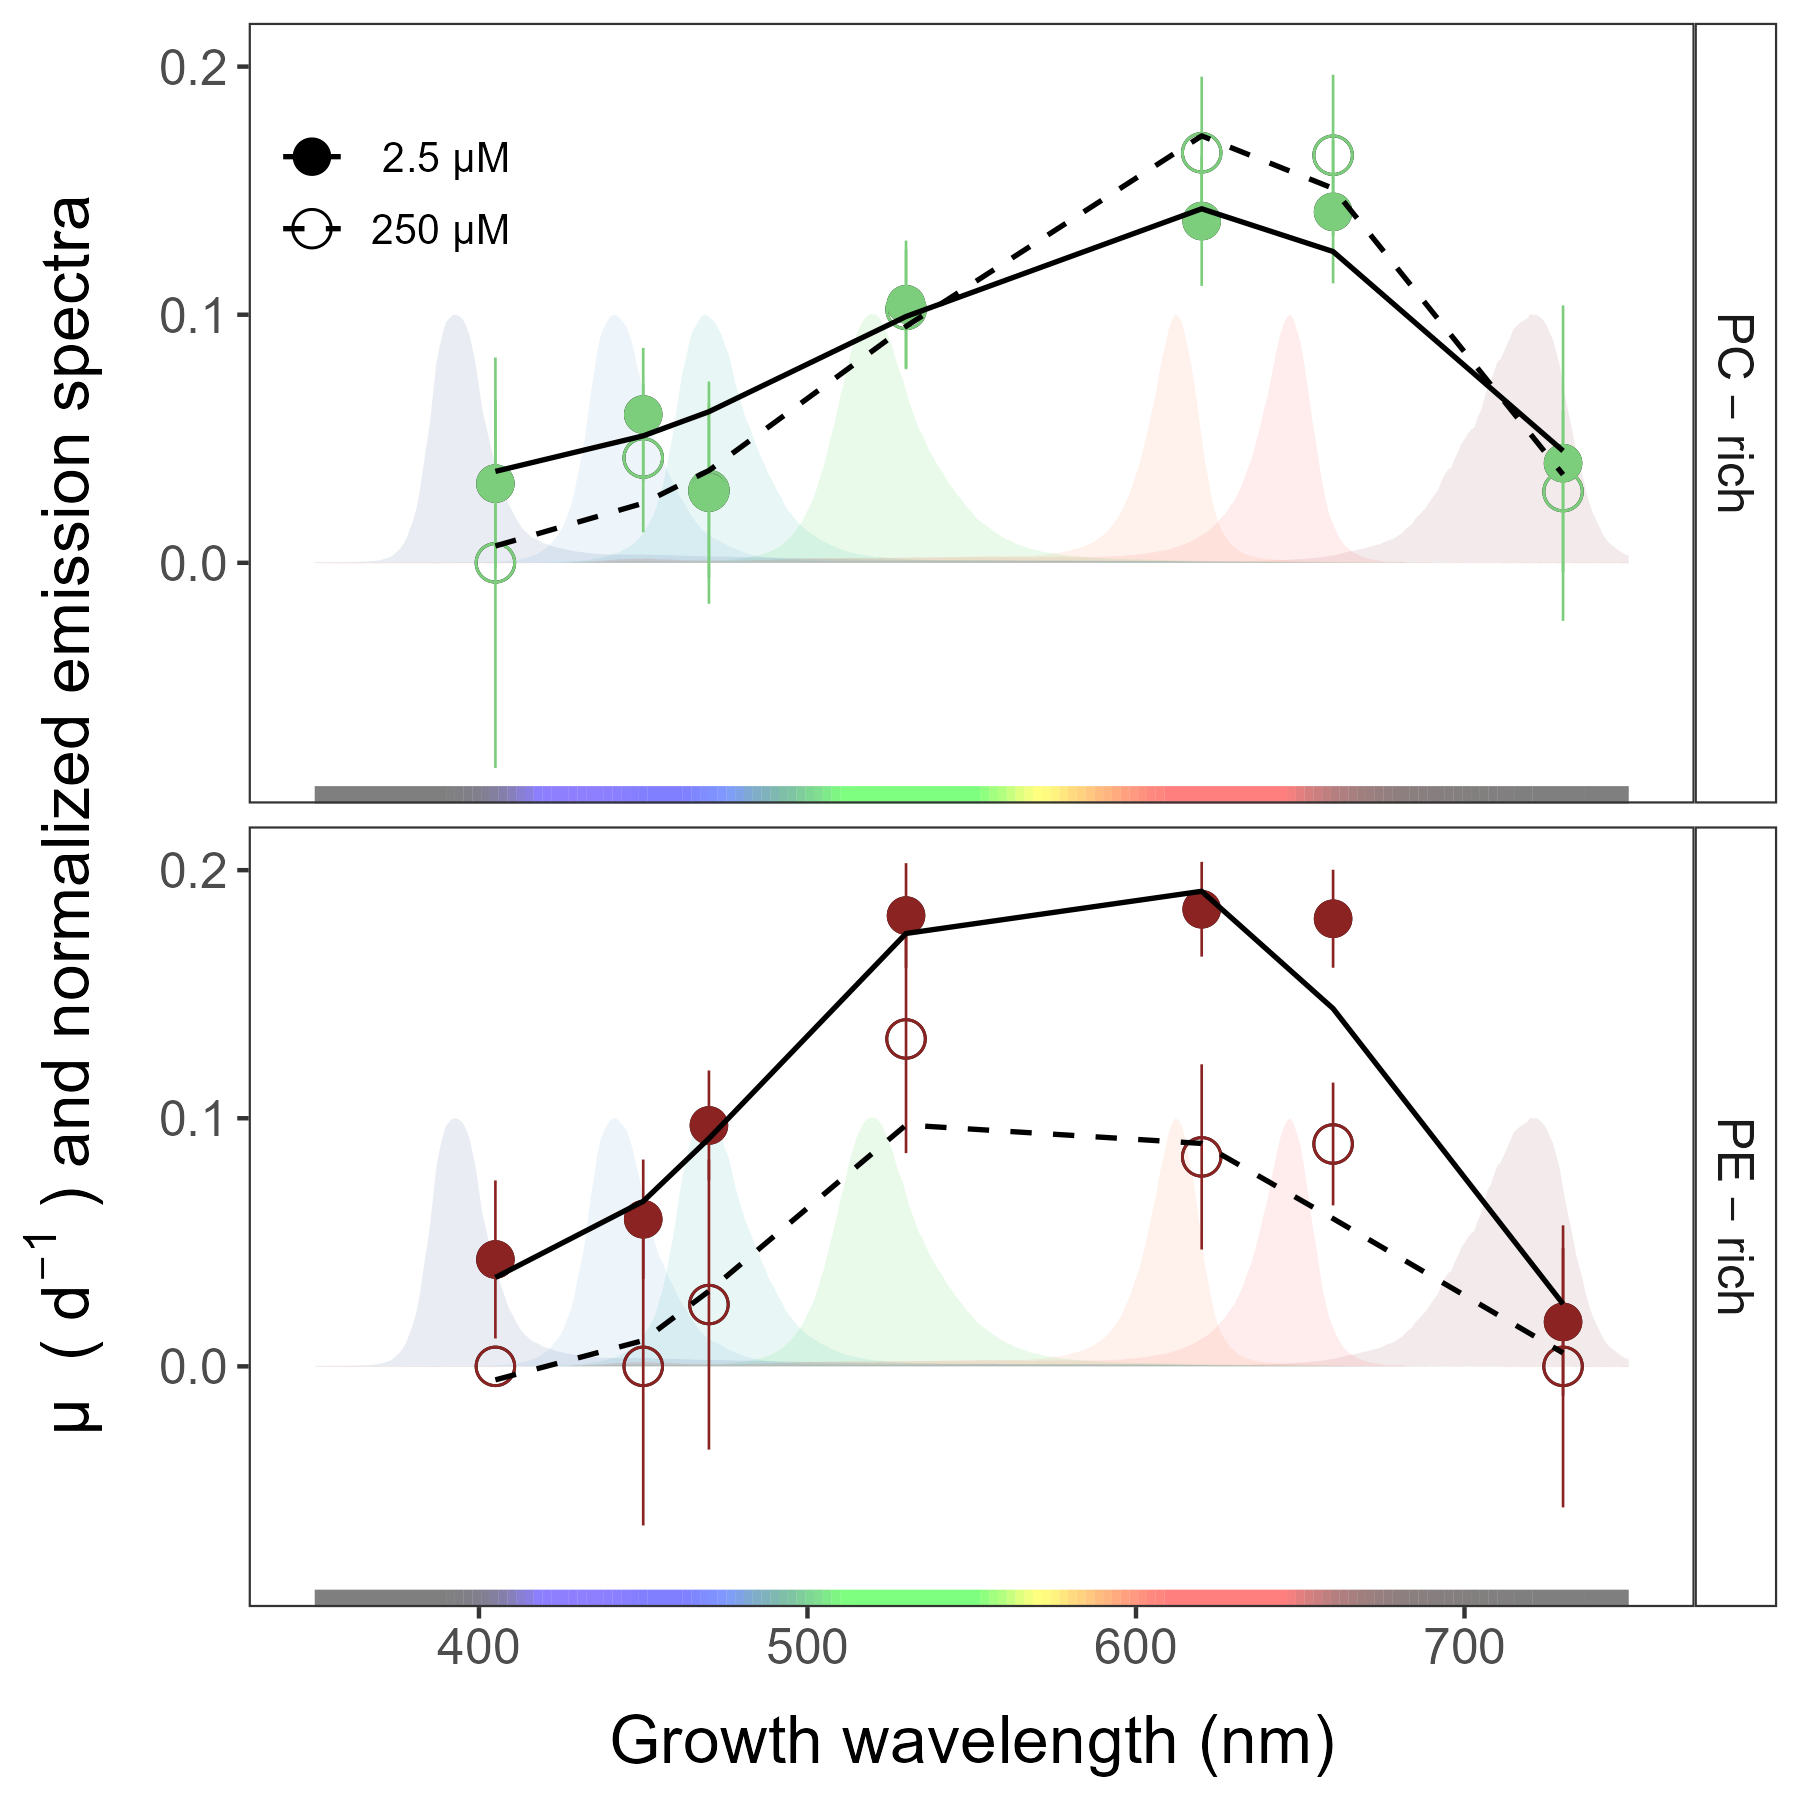 μ ( d⁻¹ ) and normalized emission spectra
0.2
0.1
0.0
2.5 μM
250 μM
PC – rich
0.2
0.1
0.0
PE – rich
400 500 600 700
Growth wavelength (nm)